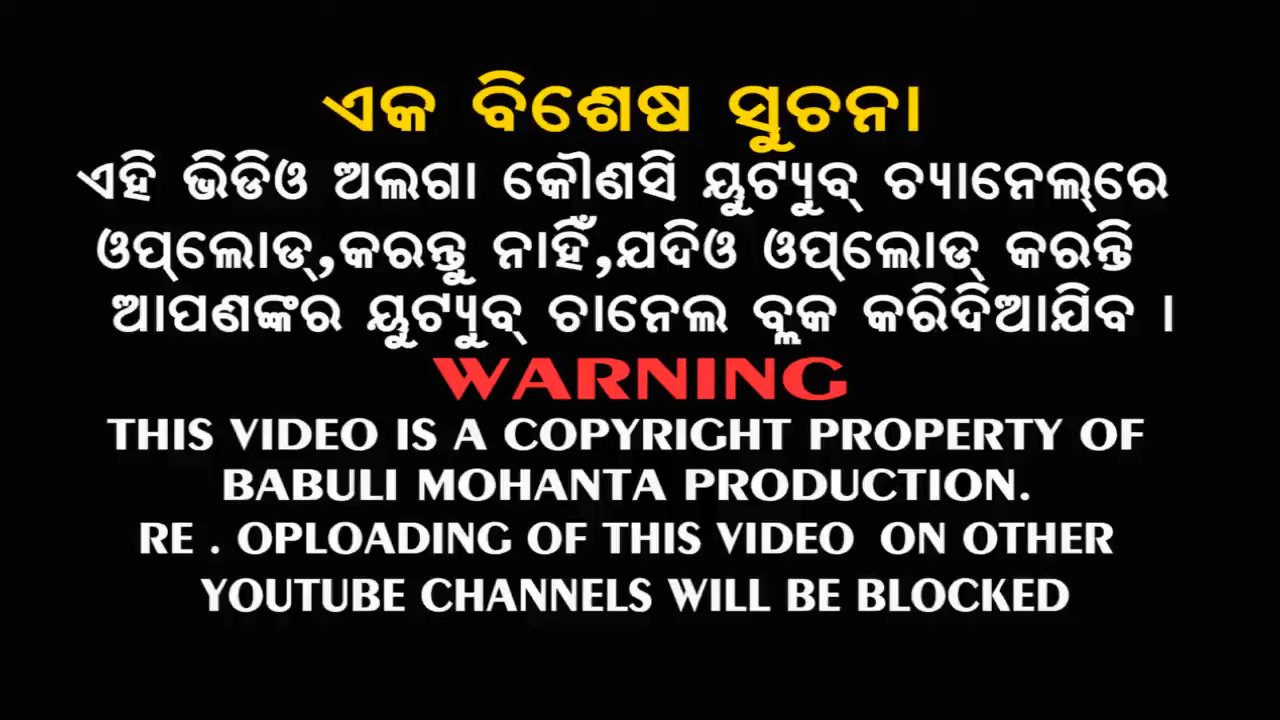 ଏକ ବିଶେଷ ସୁଚନା
ଏହି ଭିଡିଓ ଅଲଗା କୌଣସି ୟୁଟ୍ୟୁବ୍ ଚ୍ୟାନେଲ୍‌ରେ
ଓପ୍‌ଲୋଡ୍,କରନ୍ତୁ ନାହିଁ,ଯଦିଓ ଓପ୍‌ଲୋଡ୍ କରନ୍ତି
ଆପଣଙ୍କର ୟୁଟ୍ୟୁବ୍ ଚାନେଲ ବ୍ଲକ କରିଦିଆଯିବ ।
WARNING
THIS VIDEO IS A COPYRIGHT PROPERTY OF
BABULI MOHANTA PRODUCTION.
RE . OPLOADING OF THIS VIDEO ON OTHER
YOUTUBE CHANNELS WILL BE BLOCKED